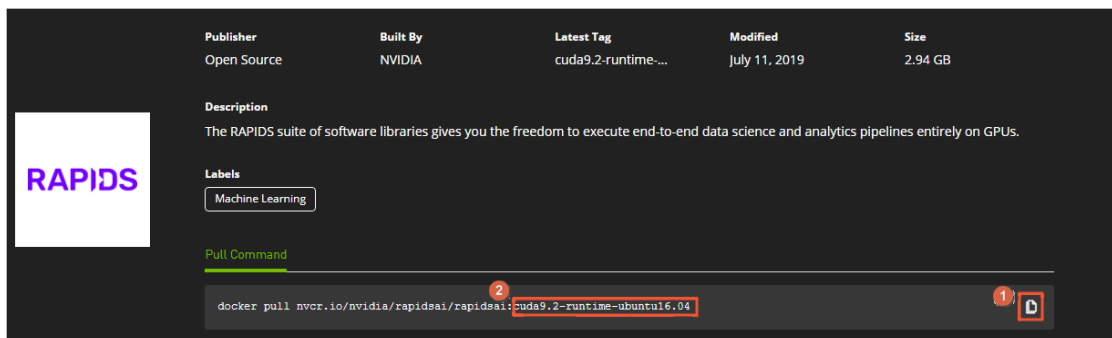 Publisher Built By Latest Tag Modified Size
Open Source NVIDIA cuda9.2-runtime-... July 11, 2019 2.94 GB
Description
The RAPIDS suite of software libraries gives you the freedom to execute end-to-end data science and analytics pipelines entirely on GPUs.
RAPIDS
Labels
Machine Learning
Pull Command
2
1
docker pull nvcr.io/nvidia/rapidsai/rapidsai:cuda9.2-runtime-ubuntu16.04